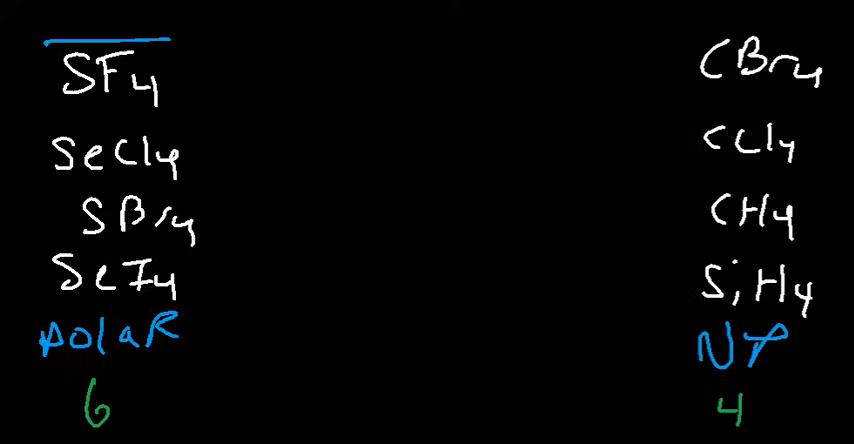 SF4
SeCl4
SBr4
SeI4
polaR
6
CBr4
CCl4
CH4
SiH4
NP
4